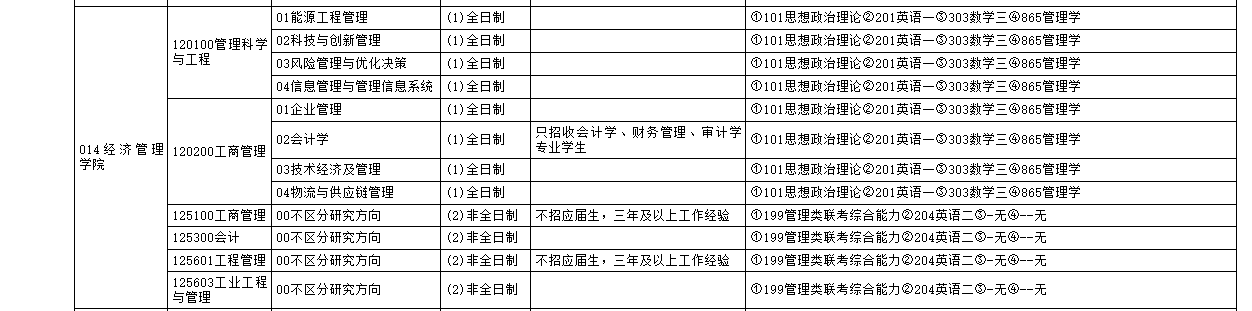 014经济管理
学院
120100管理科学
与工程
01能源工程管理 (1)全日制 ①101思想政治理论②201英语一③303数学三④865管理学
02科技与创新管理 (1)全日制 ①101思想政治理论②201英语一③303数学三④865管理学
03风险管理与优化决策 (1)全日制 ①101思想政治理论②201英语一③303数学三④865管理学
04信息管理与管理信息系统 (1)全日制 ①101思想政治理论②201英语一③303数学三④865管理学
120200工商管理
01企业管理 (1)全日制 ①101思想政治理论②201英语一③303数学三④865管理学
02会计学 (1)全日制 只招收会计学、财务管理、审计学
专业学生
①101思想政治理论②201英语一③303数学三④865管理学
03技术经济及管理 (1)全日制 ①101思想政治理论②201英语一③303数学三④865管理学
04物流与供应链管理 (1)全日制 ①101思想政治理论②201英语一③303数学三④865管理学
125100工商管理 00不区分研究方向 (2)非全日制 不招应届生，三年及以上工作经验 ①199管理类联考综合能力②204英语二③-无④--无
125300会计 00不区分研究方向 (2)非全日制 ①199管理类联考综合能力②204英语二③-无④--无
125601工程管理 00不区分研究方向 (2)非全日制 不招应届生，三年及以上工作经验 ①199管理类联考综合能力②204英语二③-无④--无
125603工业工程
与管理
00不区分研究方向 (2)非全日制 ①199管理类联考综合能力②204英语二③-无④--无